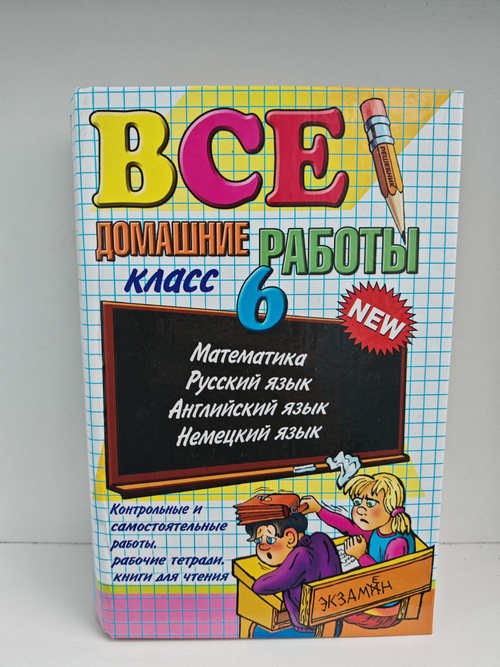 ВСЕ
РЕШЕБНИК
ДОМАШНИЕ РАБОТЫ
КЛАСС 6
NEW
Математика
Русский язык
Английский язык
Немецкий язык
Контрольные и
самостоятельные
работы,
рабочие тетради,
книги для чтения
ЭКЗАМЕН